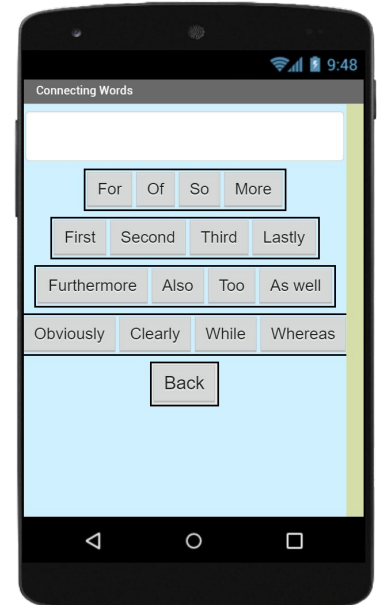 9:48
Connecting Words
For Of So More
First Second Third Lastly
Furthermore Also Too As well
Obviously Clearly While Whereas
Back